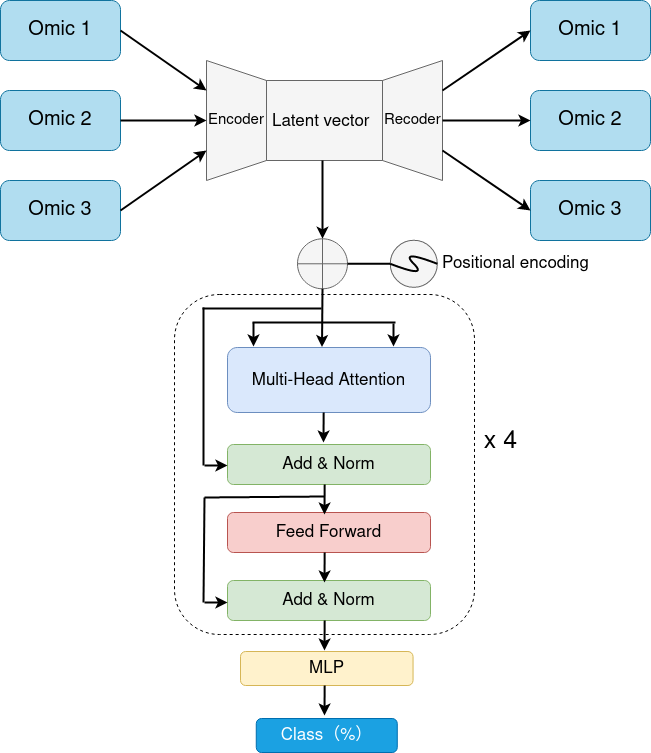 Omic 1
Omic 1
Omic 2
Encoder
Latent vector
Recoder
Omic 2
Omic 3
Omic 3
Positional encoding
Multi-Head Attention
x 4
Add & Norm
Feed Forward
Add & Norm
MLP
Class（%）